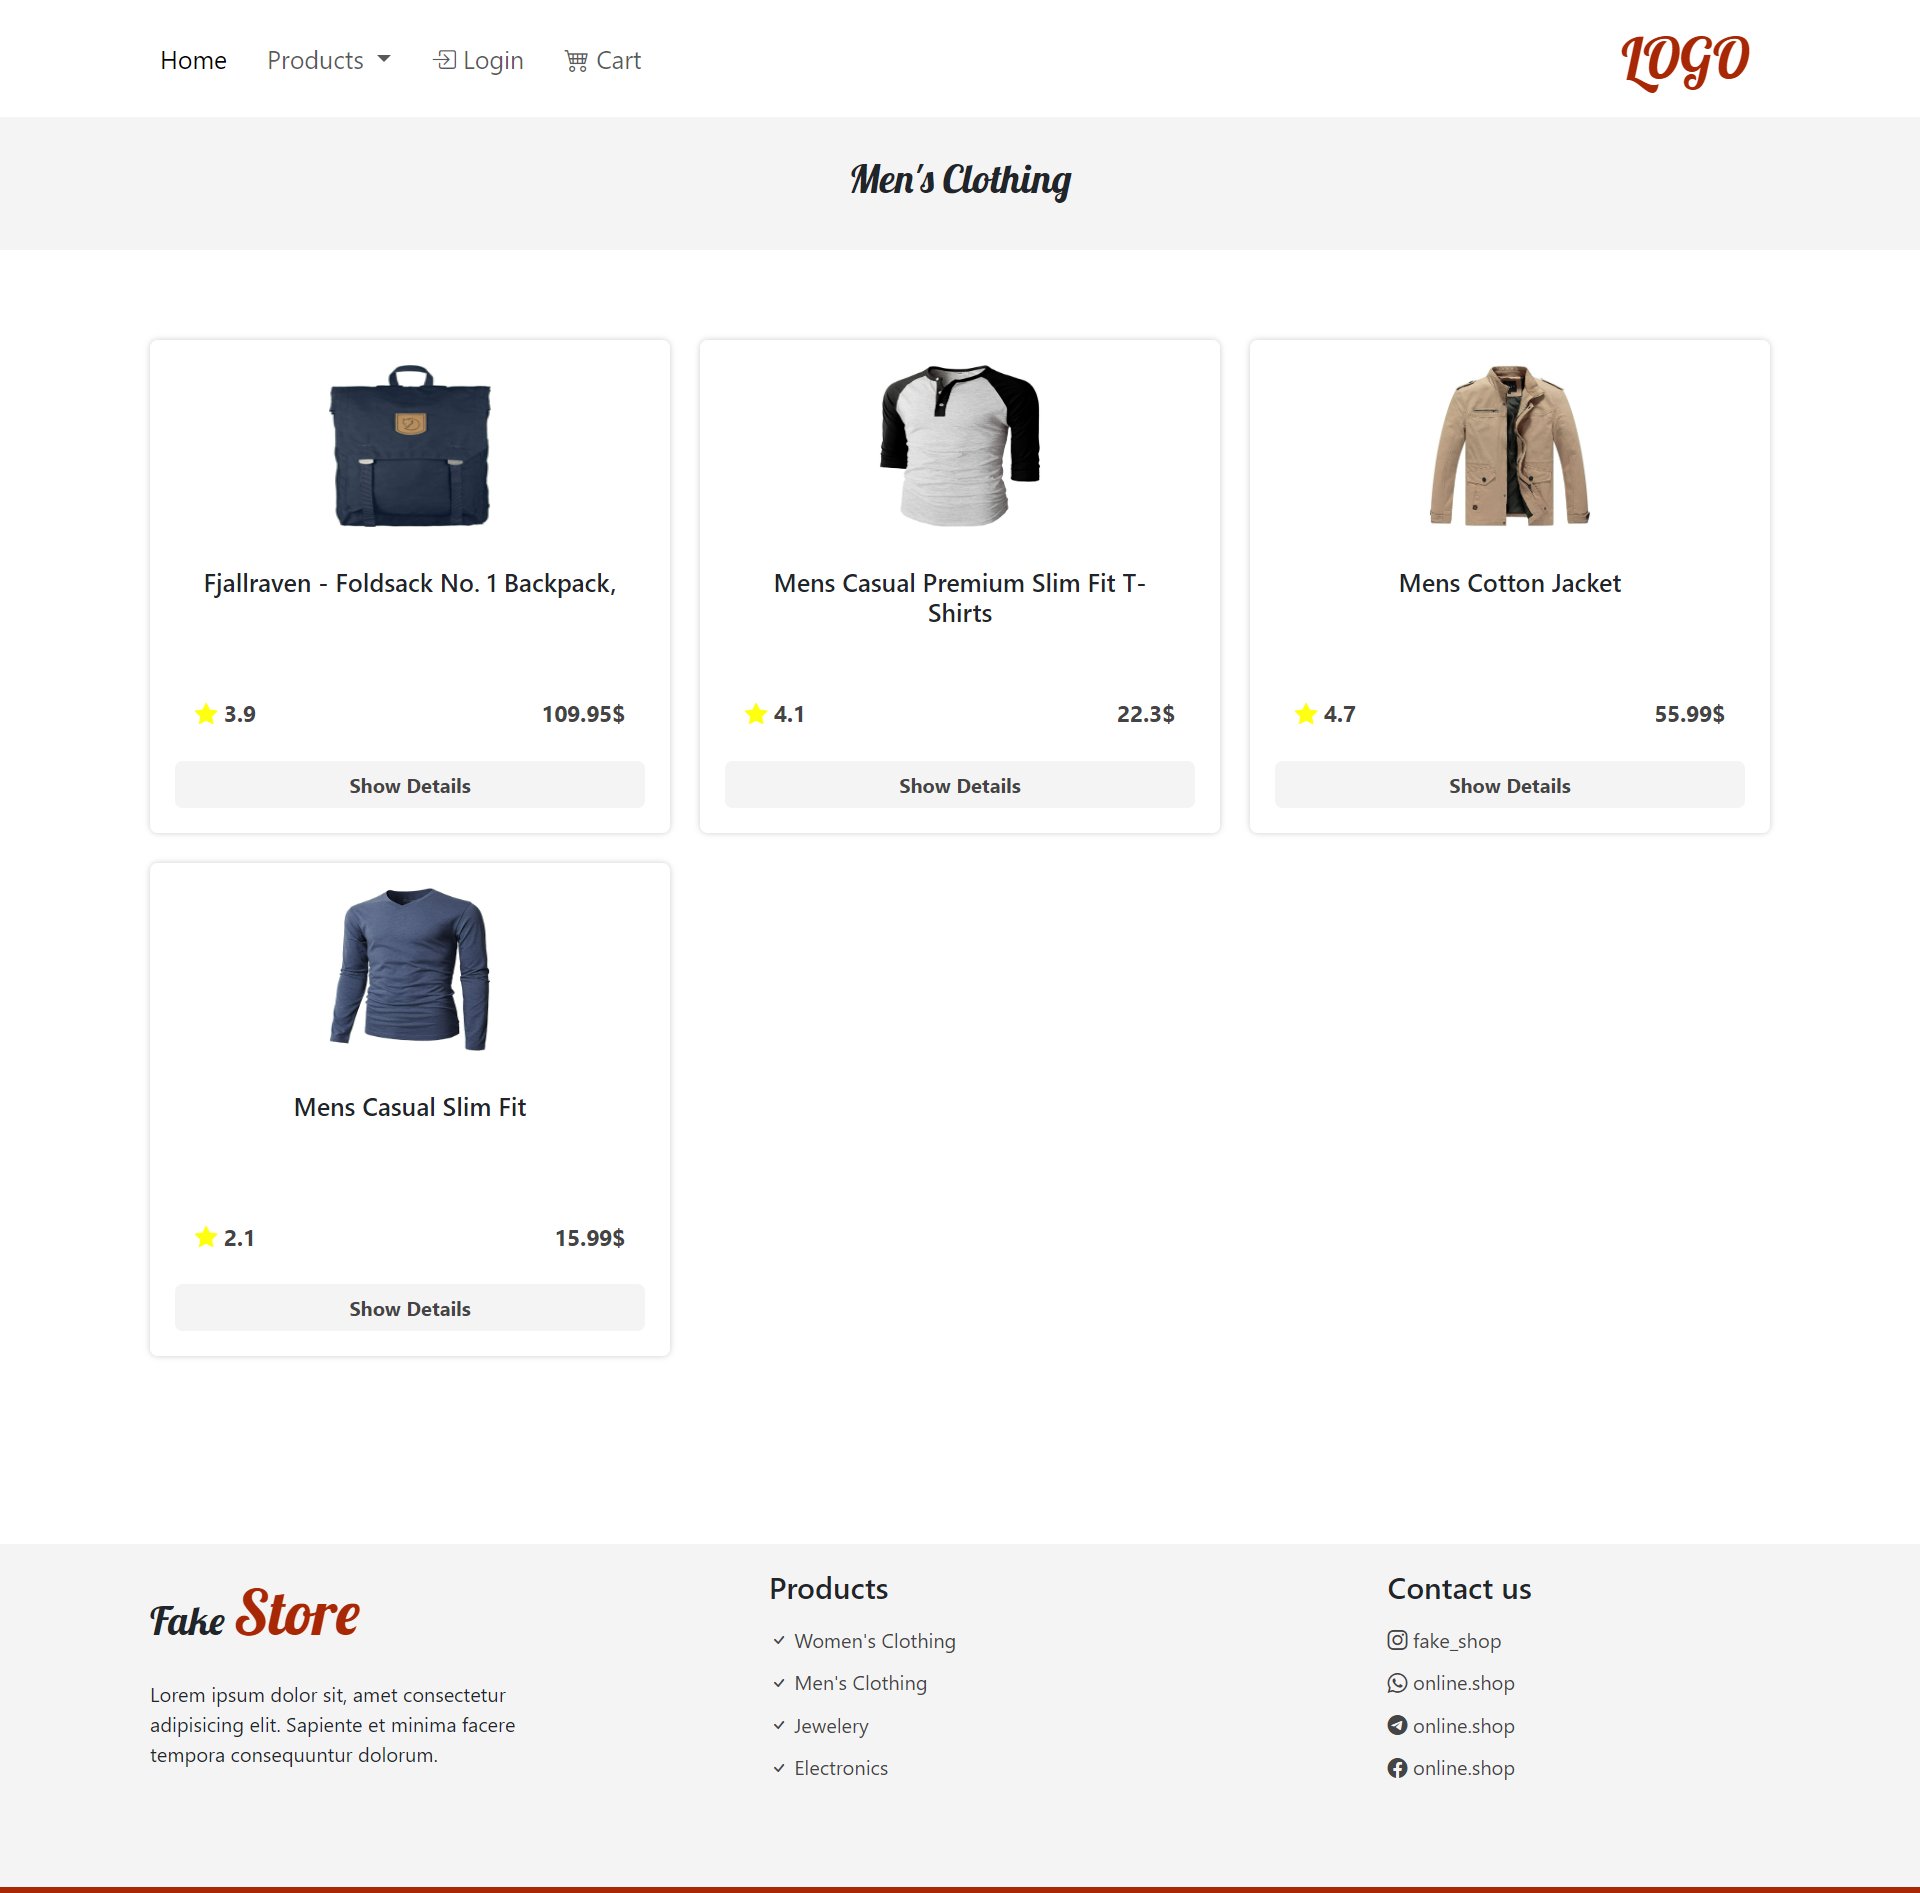 Home Products Login Cart LOGO
Men's Clothing
Fjallraven - Foldsack No. 1 Backpack,
3.9 109.95$
Show Details
Mens Casual Premium Slim Fit T-
Shirts
4.1 22.3$
Show Details
Mens Cotton Jacket
4.7 55.99$
Show Details
Mens Casual Slim Fit
2.1 15.99$
Show Details
Fake Store
Lorem ipsum dolor sit, amet consectetur
adipisicing elit. Sapiente et minima facere
tempora consequuntur dolorum.
Products
Women's Clothing
Men's Clothing
Jewelery
Electronics
Contact us
fake_shop
online.shop
online.shop
online.shop